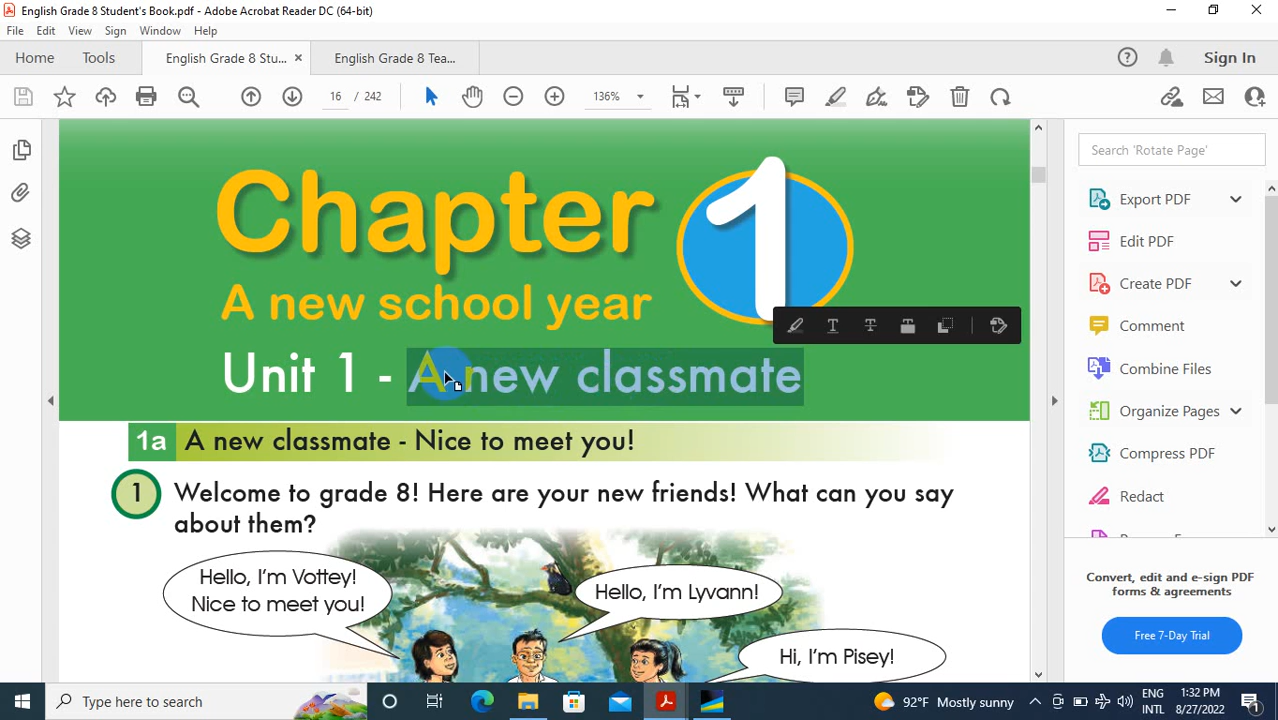 English Grade 8 Student's Book.pdf - Adobe Acrobat Reader DC (64-bit)
File Edit View Sign Window Help
Home Tools English Grade 8 Stu... × English Grade 8 Tea... Sign In
16 / 242 136%
Chapter 1
A new school year
Unit 1 - A new classmate
1a A new classmate - Nice to meet you!
1 Welcome to grade 8! Here are your new friends! What can you say
about them?
Hello, I'm Vottey!
Nice to meet you!
Hello, I'm Lyvann!
Hi, I'm Pisey!
Search 'Rotate Page'
Export PDF
Edit PDF
Create PDF
Comment
Combine Files
Organize Pages
Compress PDF
Redact
Convert, edit and e-sign PDF
forms & agreements
Free 7-Day Trial
Type here to search
92°F Mostly sunny
ENG
INTL
1:32 PM
8/27/2022
1